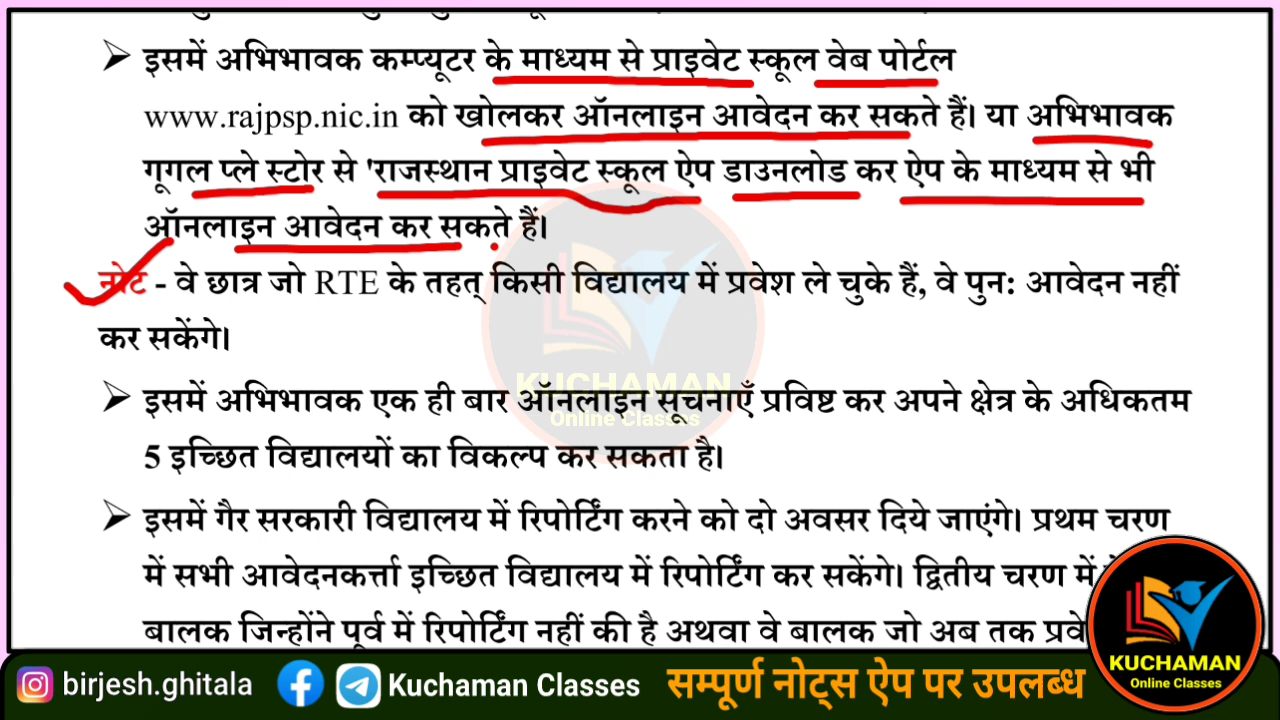 ➢ इसमें अभिभावक कम्प्यूटर के माध्यम से प्राइवेट स्कूल वेब पोर्टल
www.rajpsp.nic.in को खोलकर ऑनलाइन आवेदन कर सकते हैं। या अभिभावक
गूगल प्ले स्टोर से 'राजस्थान प्राइवेट स्कूल ऐप डाउनलोड कर ऐप के माध्यम से भी
ऑनलाइन आवेदन कर सकते हैं।
नोट - वे छात्र जो RTE के तहत् किसी विद्यालय में प्रवेश ले चुके हैं, वे पुन: आवेदन नहीं
कर सकेंगे।
KUCHAMAN
Online Classes
➢ इसमें अभिभावक एक ही बार ऑनलाइन सूचनाएँ प्रविष्ट कर अपने क्षेत्र के अधिकतम
5 इच्छित विद्यालयों का विकल्प कर सकता है।
➢ इसमें गैर सरकारी विद्यालय में रिपोर्टिंग करने को दो अवसर दिये जाएंगे। प्रथम चरण
में सभी आवेदनकर्त्ता इच्छित विद्यालय में रिपोर्टिंग कर सकेंगे। द्वितीय चरण में
बालक जिन्होंने पूर्व में रिपोर्टिंग नहीं की है अथवा वे बालक जो अब तक
KUCHAMAN
Online Classes
birjesh.ghitala Kuchaman Classes सम्पूर्ण नोट्स ऐप पर उपलब्ध